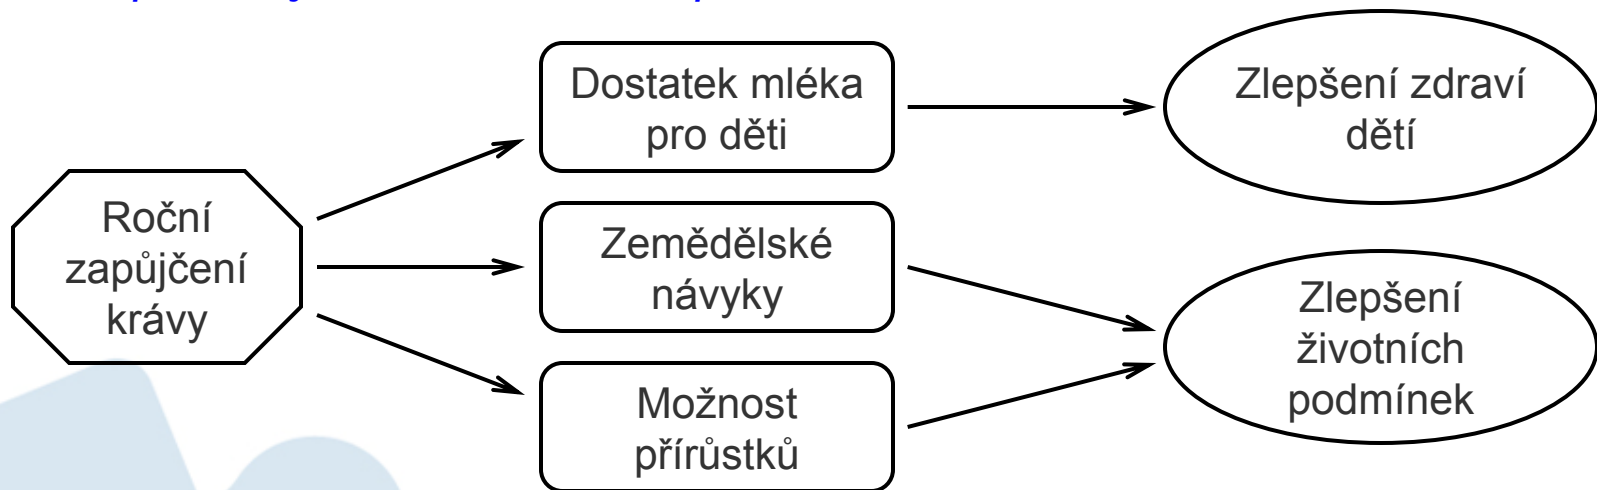 Dostatek mléka
pro děti
Zlepšení zdraví
dětí
Roční
zapůjčení
krávy
Zemědělské
návyky
Zlepšení
životních
podmínek
Možnost
přírůstků